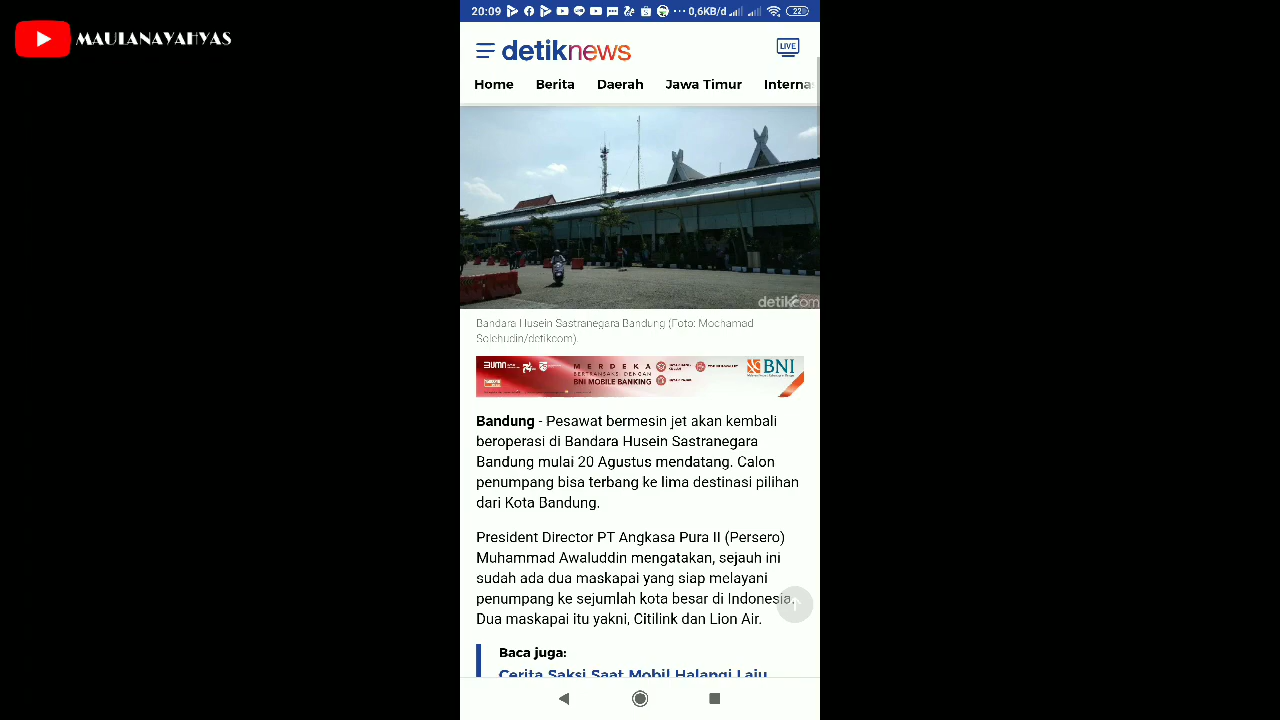 MAULANAYAHYAS
20:09
0,6KB/d
22
detiknews
LIVE
Home Berita Daerah Jawa Timur Interna
detikcom
Bandara Husein Sastranegara Bandung (Foto: Mochamad
Solehudin/detikcom)
BUMN
MERDEKA
BERTRANSAKSI DENGAN
BNI MOBILE BANKING
BNI
Bandung - Pesawat bermesin jet akan kembali
beroperasi di Bandara Husein Sastranegara
Bandung mulai 20 Agustus mendatang. Calon
penumpang bisa terbang ke lima destinasi pilihan
dari Kota Bandung.
President Director PT Angkasa Pura II (Persero)
Muhammad Awaluddin mengatakan, sejauh ini
sudah ada dua maskapai yang siap melayani
penumpang ke sejumlah kota besar di Indonesia.
Dua maskapai itu yakni, Citilink dan Lion Air.
Baca juga:
Cerita Saksi Saat Mobil Halangi Laju